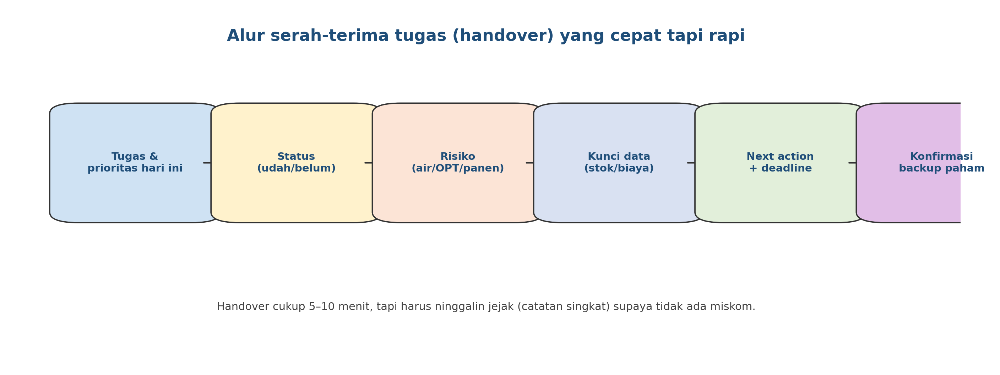 Alur serah-terima tugas (handover) yang cepat tapi rapi
Tugas &
prioritas hari ini
Status
(udah/belum)
Risiko
(air/OPT/panen)
Kunci data
(stok/biaya)
Next action
+ deadline
Konfirmasi
backup paham
Handover cukup 5–10 menit, tapi harus ninggalin jejak (catatan singkat) supaya tidak ada miskom.